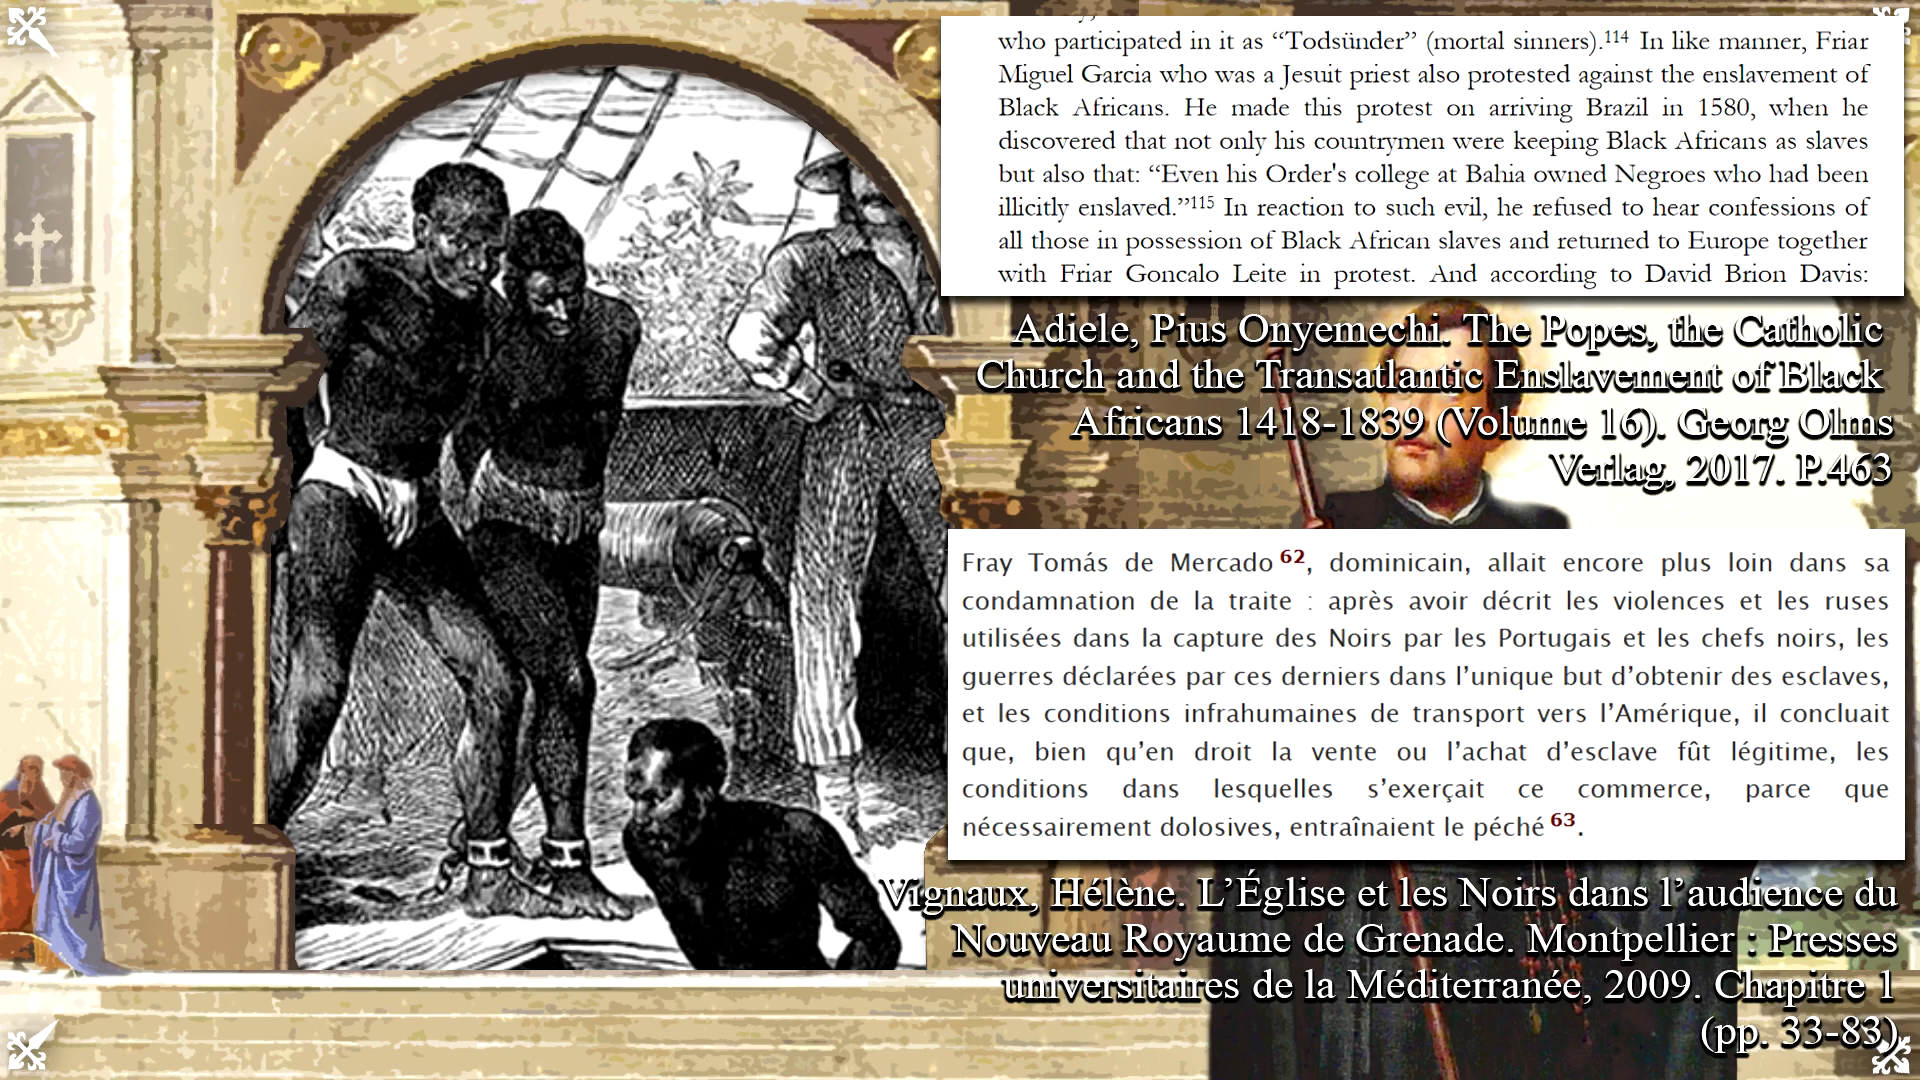 who participated in it as “Todsünder” (mortal sinners).114 In like manner, Friar
Miguel Garcia who was a Jesuit priest also protested against the enslavement of
Black Africans. He made this protest on arriving Brazil in 1580, when he
discovered that not only his countrymen were keeping Black Africans as slaves
but also that: “Even his Order's college at Bahia owned Negroes who had been
illicitly enslaved.”115 In reaction to such evil, he refused to hear confessions of
all those in possession of Black African slaves and returned to Europe together
with Friar Goncalo Leite in protest. And according to David Brion Davis:
Adiele, Pius Onyemechi. The Popes, the Catholic
Church and the Transatlantic Enslavement of Black
Africans 1418-1839 (Volume 16). Georg Olms
Verlag, 2017. P.463
Fray Tomás de Mercado 62, dominicain, allait encore plus loin dans sa
condamnation de la traite : après avoir décrit les violences et les ruses
utilisées dans la capture des Noirs par les Portugais et les chefs noirs, les
guerres déclarées par ces derniers dans l’unique but d’obtenir des esclaves,
et les conditions infrahumaines de transport vers l’Amérique, il concluait
que, bien qu’en droit la vente ou l’achat d’esclave fût légitime, les
conditions dans lesquelles s’exerçait ce commerce, parce que
nécessairement dolosives, entraînaient le péché 63.
Vignaux, Hélène. L’Église et les Noirs dans l’audience du
Nouveau Royaume de Grenade. Montpellier : Presses
universitaires de la Méditerranée, 2009. Chapitre 1
(pp. 33-83)